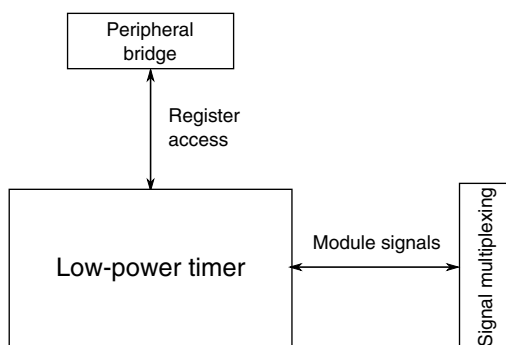 Peripheral
bridge
Register
access
Low-power timer
Module signals
Signal multiplexing